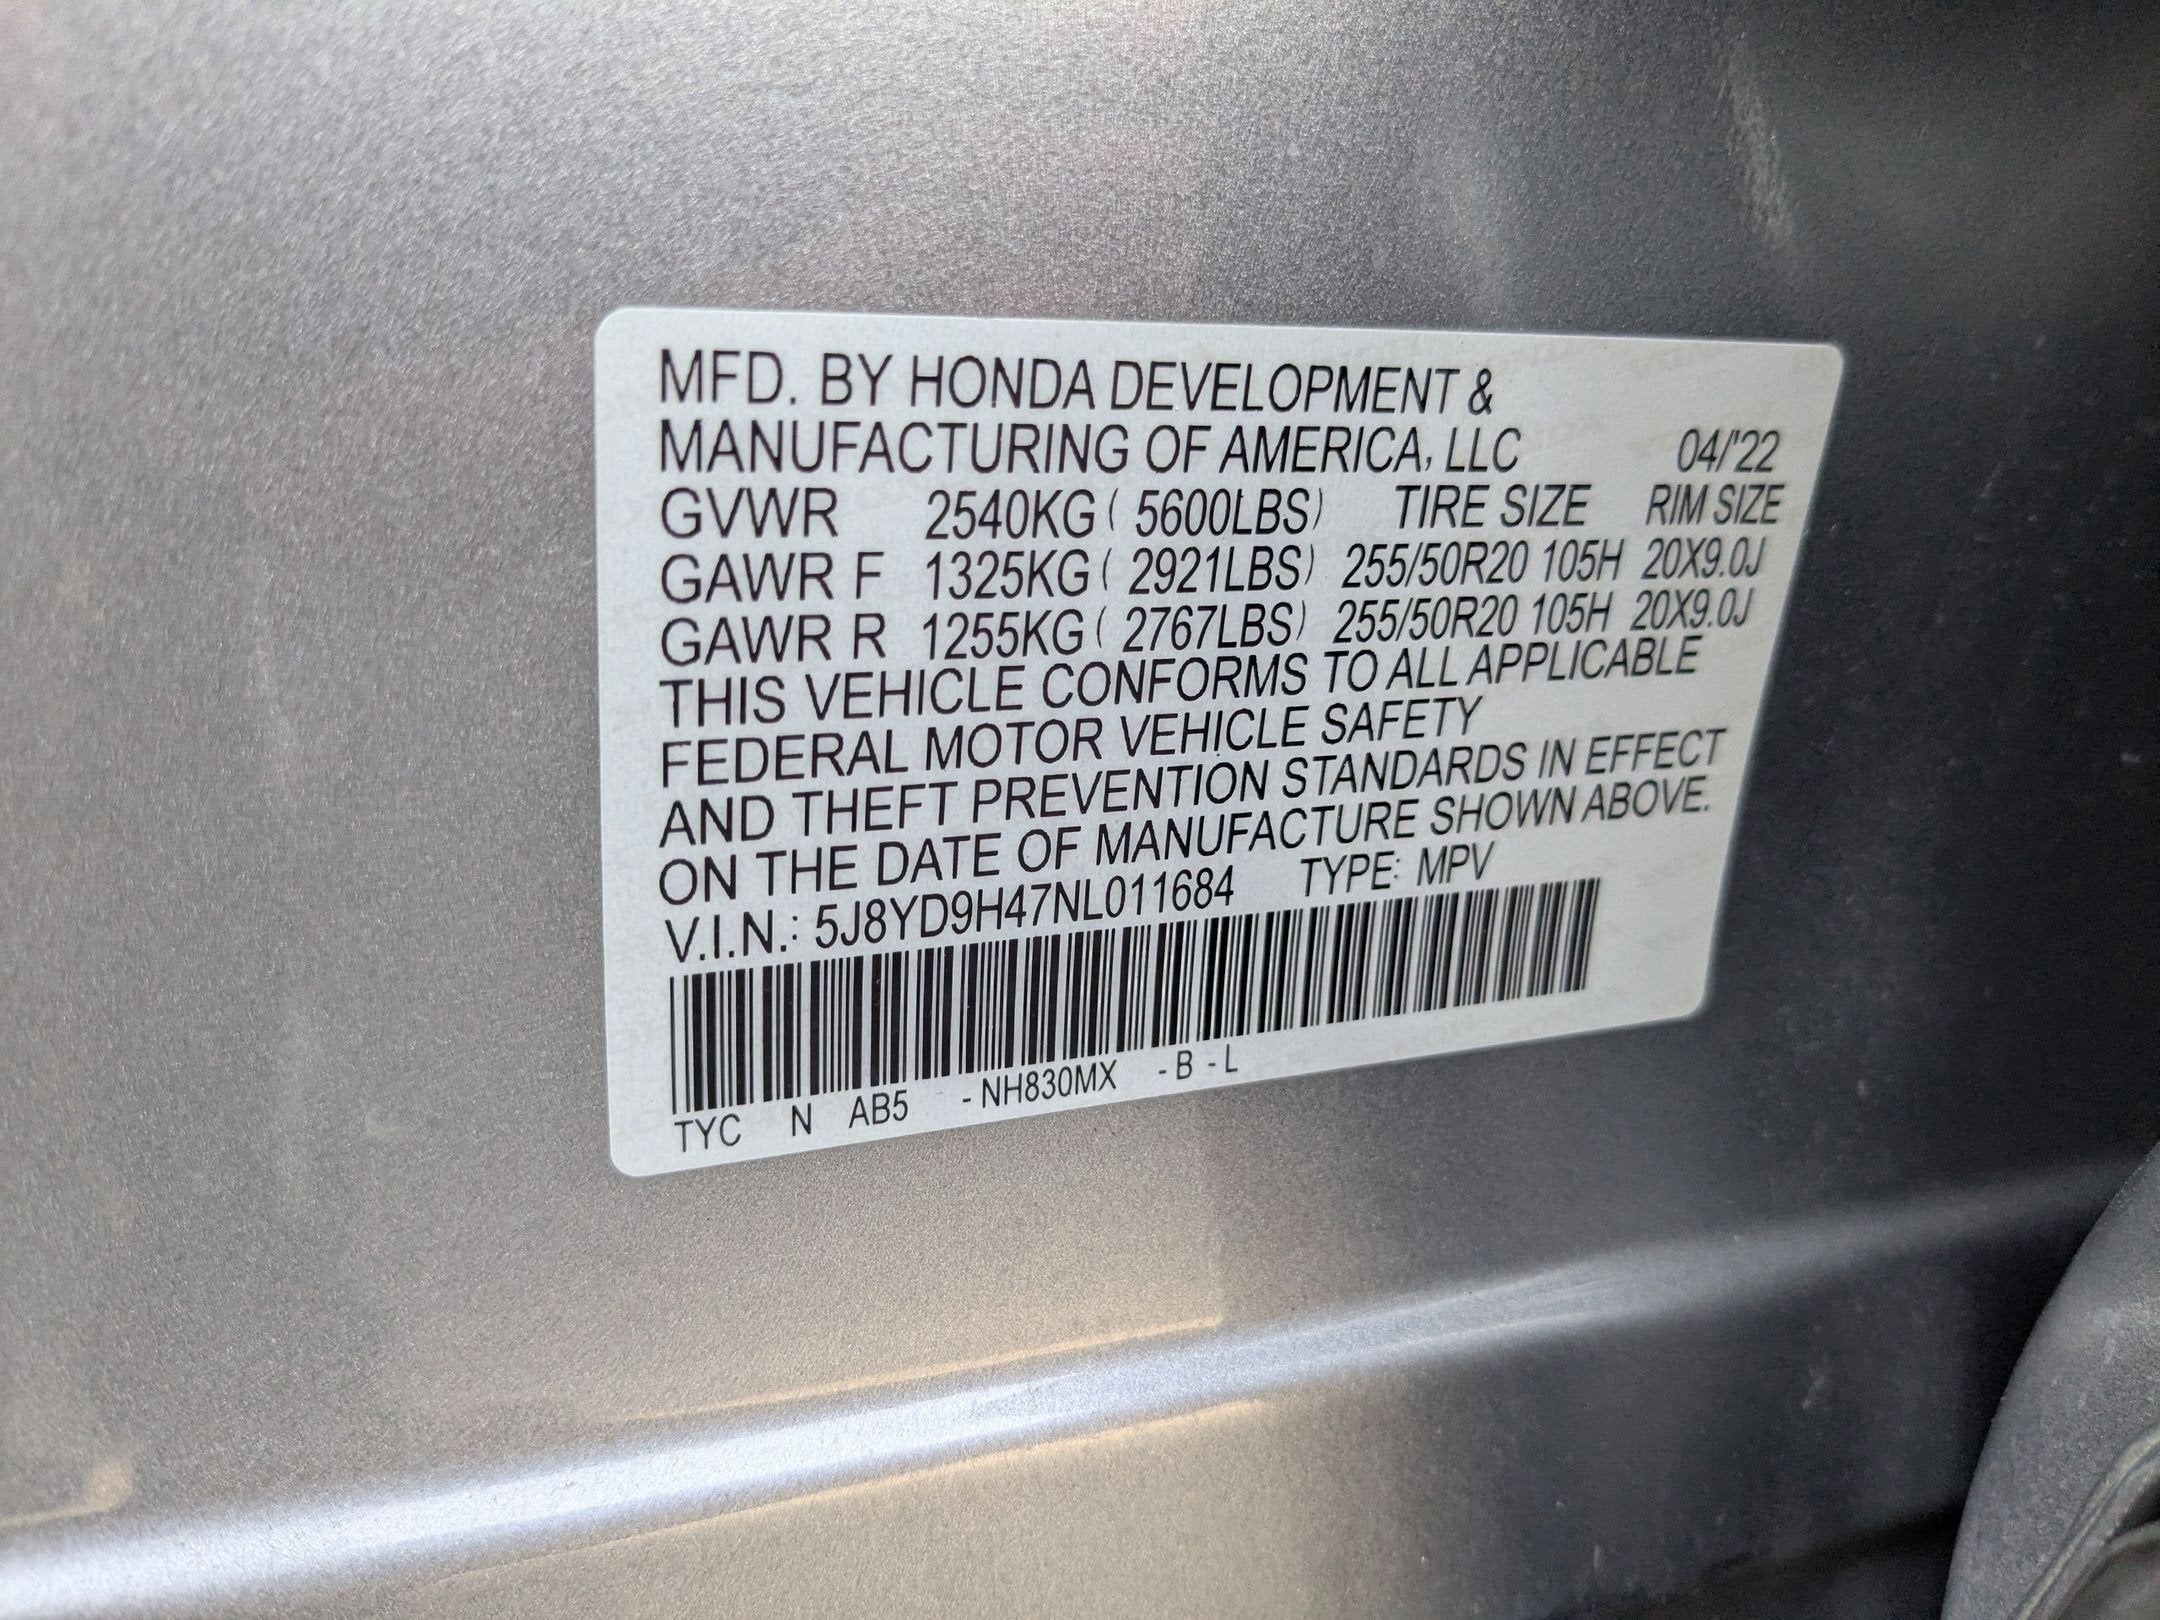 MFD. BY HONDA DEVELOPMENT &
MANUFACTURING OF AMERICA, LLC 04/'22
GVWR 2540KG ( 5600LBS) TIRE SIZE RIM SIZE
GAWR F 1325KG ( 2921LBS) 255/50R20 105H 20X9.0J
GAWR R 1255KG ( 2767LBS) 255/50R20 105H 20X9.0J
THIS VEHICLE CONFORMS TO ALL APPLICABLE
FEDERAL MOTOR VEHICLE SAFETY
AND THEFT PREVENTION STANDARDS IN EFFECT
ON THE DATE OF MANUFACTURE SHOWN ABOVE.
V.I.N.: 5J8YD9H47NL011684 TYPE: MPV
TYC N AB5 - NH830MX - B - L